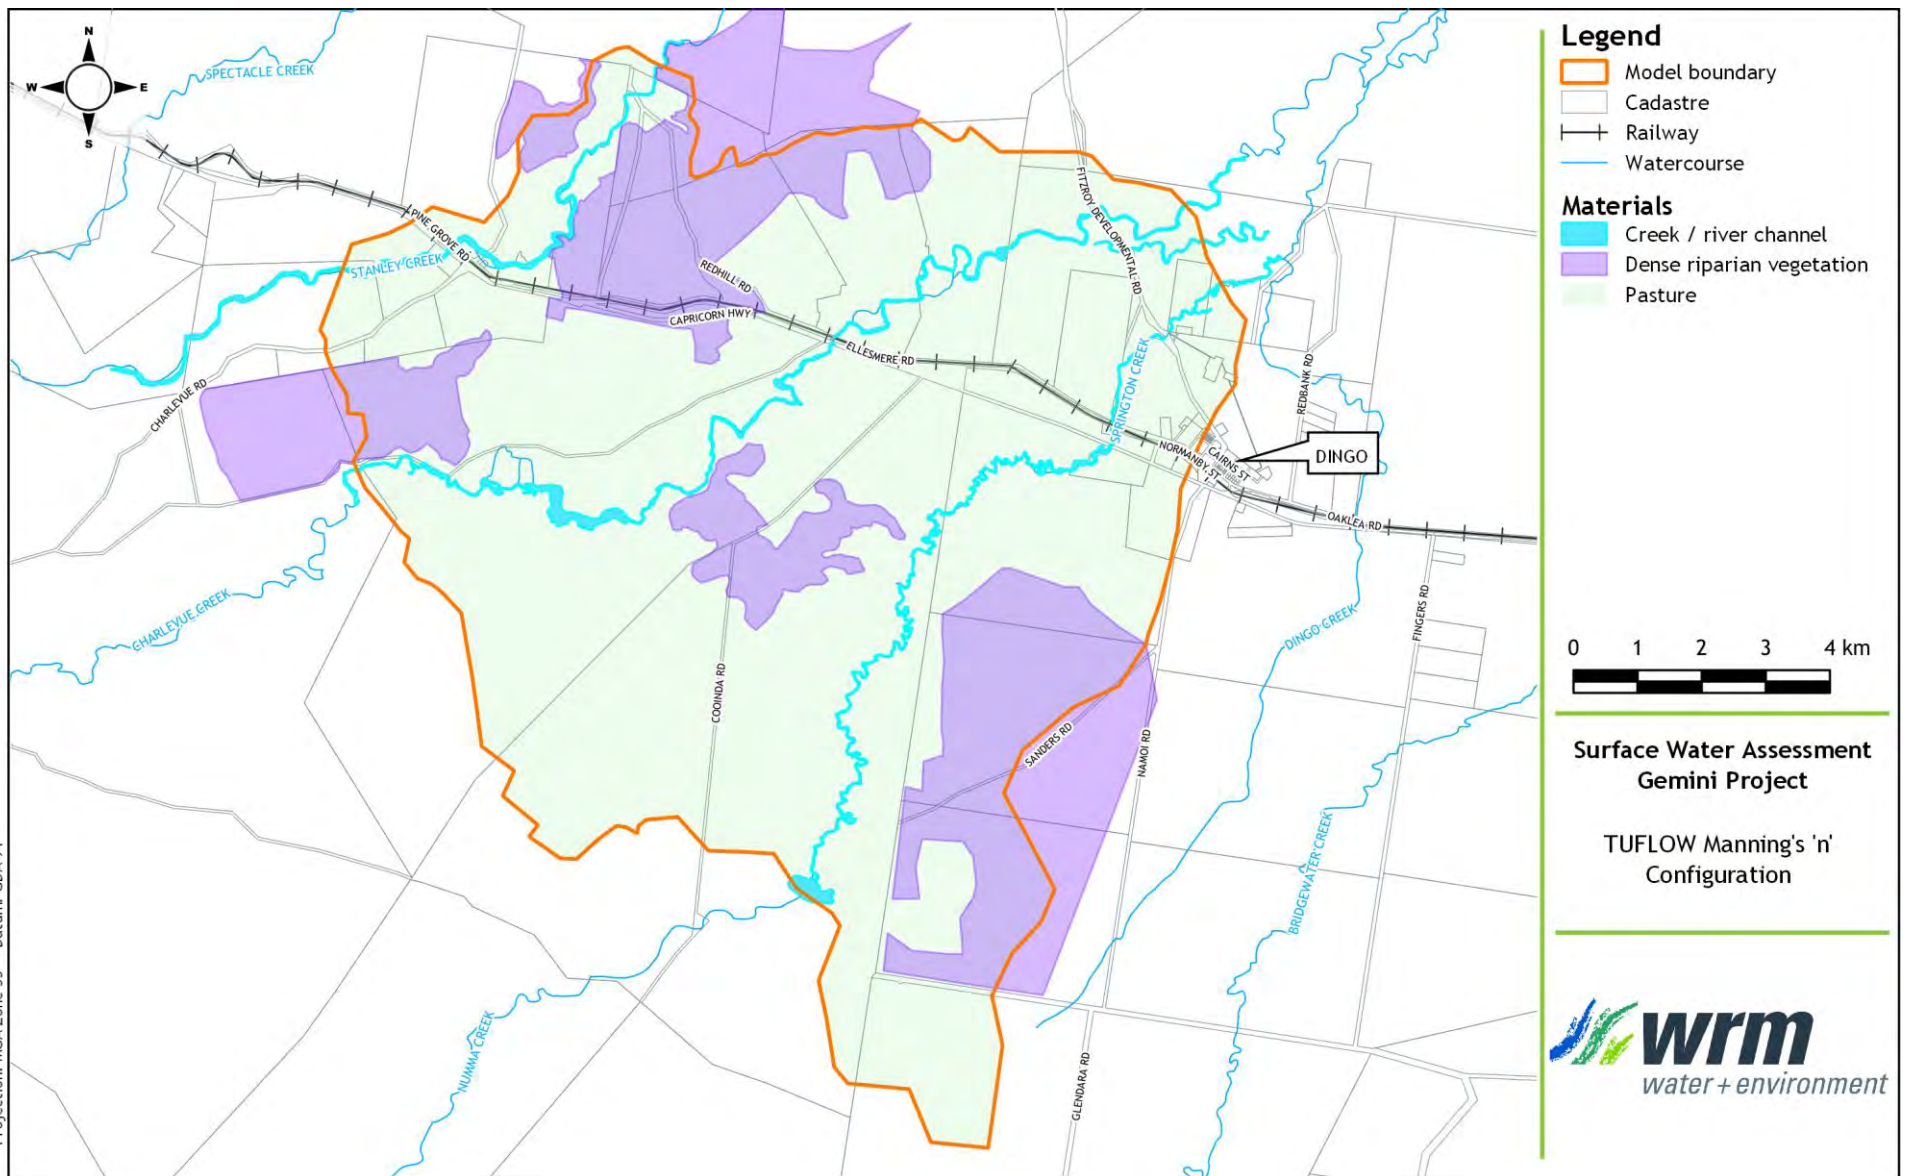 N
W
E
S
SPECTACLE CREEK
PINE GROVE RD
STANLEY CREEK
FITZROY DEVELOPMENTAL RD
REDHILL RD
CAPRICORN HWY
ELLESMERE RD
CHARLEVUE RD
SPRINGTON CREEK
REDBANK RD
NORMANBY ST
CAIRNS ST
DINGO
OAKLEA RD
CHARLEVUE CREEK
DINGO CREEK
FINGERS RD
COOINDA RD
SANDERS RD
NAMOI RD
BRIDGEWATER CREEK
NUMMA CREEK
GLENDARA RD
Legend
Model boundary
Cadastre
Railway
Watercourse
Materials
Creek / river channel
Dense riparian vegetation
Pasture
0 1 2 3 4 km
Surface Water Assessment
Gemini Project
TUFLOW Manning's 'n'
Configuration
wrm
water + environment